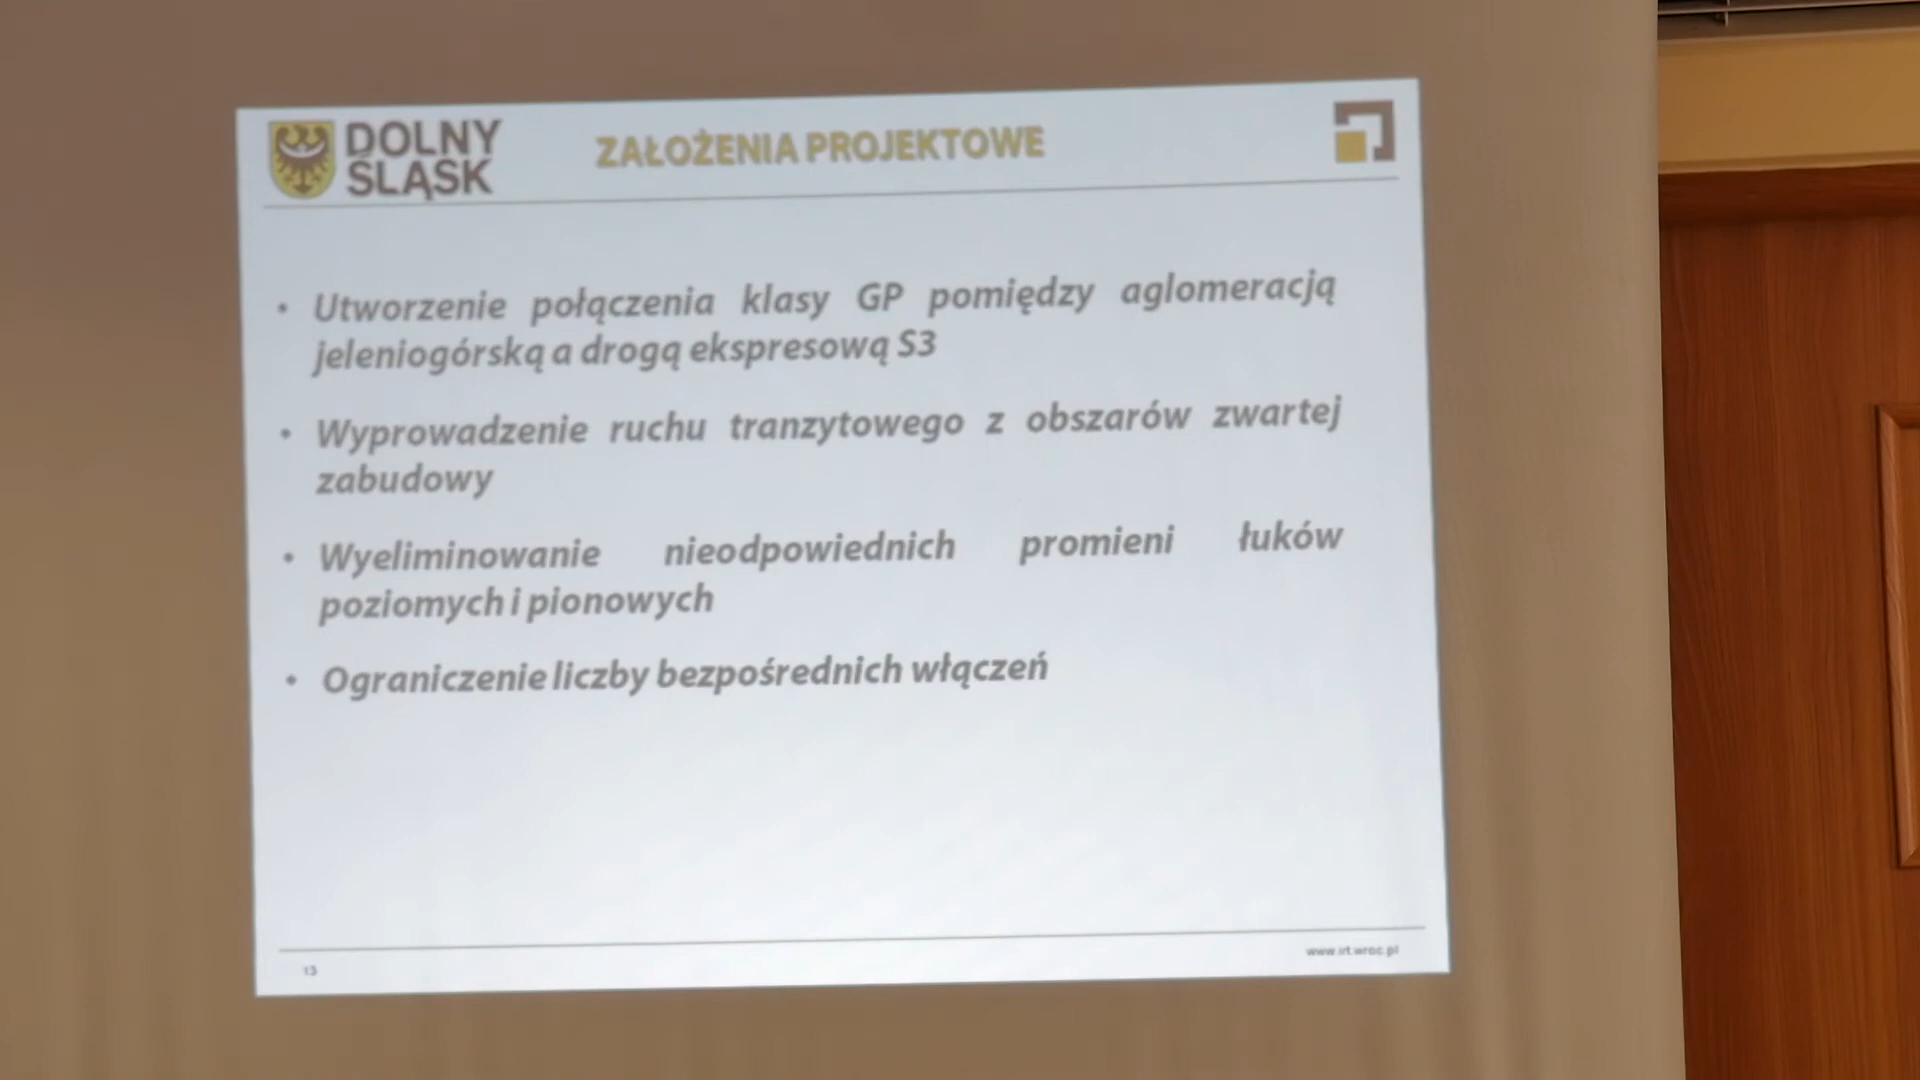 DOLNY
ŚLĄSK
ZAŁOŻENIA PROJEKTOWE
• Utworzenie połączenia klasy GP pomiędzy aglomeracją
jeleniogórską a drogą ekspresową S3
• Wyprowadzenie ruchu tranzytowego z obszarów zwartej
zabudowy
• Wyeliminowanie nieodpowiednich promieni łuków
poziomych i pionowych
• Ograniczenie liczby bezpośrednich włączeń
13
www.irt.wroc.pl